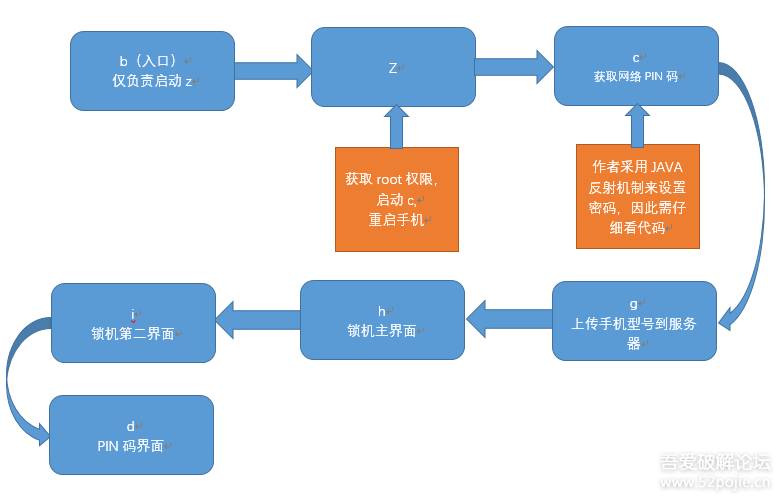 b（入口）
仅负责启动 z
Z
c
获取网络 PIN 码
获取 root 权限，
启动 c,
重启手机
作者采用 JAVA
反射机制来设置
密码，因此需仔
细看代码
g
上传手机型号到服务
器
h
锁机主界面
i
锁机第二界面
d
PIN 码界面
吾爱破解论坛
www.52pojie.cn